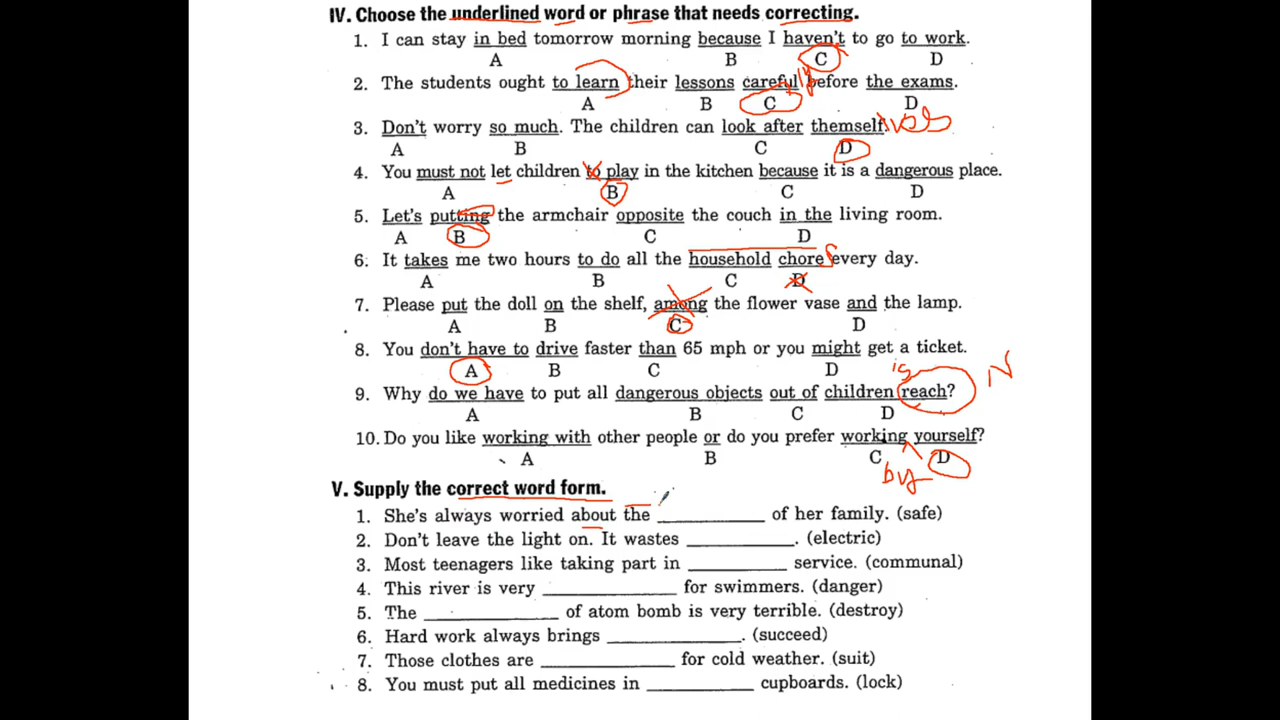 IV. Choose the underlined word or phrase that needs correcting.
1. I can stay in bed tomorrow morning because I haven't to go to work.
A B C D
2. The students ought to learn their lessons careful before the exams.
ly
A B C D
3. Don't worry so much. The children can look after themself.
ves
A B C D
4. You must not let children to play in the kitchen because it is a dangerous place.
A B C D
5. Let's putting the armchair opposite the couch in the living room.
A B C D
6. It takes me two hours to do all the household chore every day.
s
A B C D
7. Please put the doll on the shelf, among the flower vase and the lamp.
A B C D
8. You don't have to drive faster than 65 mph or you might get a ticket.
A B C D
is N
9. Why do we have to put all dangerous objects out of children reach?
A B C D
10. Do you like working with other people or do you prefer working yourself?
A B C D
by
V. Supply the correct word form.
1. She's always worried about the ____________ of her family. (safe)
2. Don't leave the light on. It wastes ____________. (electric)
3. Most teenagers like taking part in ___________ service. (communal)
4. This river is very _______________ for swimmers. (danger)
5. The _______________ of atom bomb is very terrible. (destroy)
6. Hard work always brings _______________. (succeed)
7. Those clothes are _______________ for cold weather. (suit)
8. You must put all medicines in ____________ cupboards. (lock)